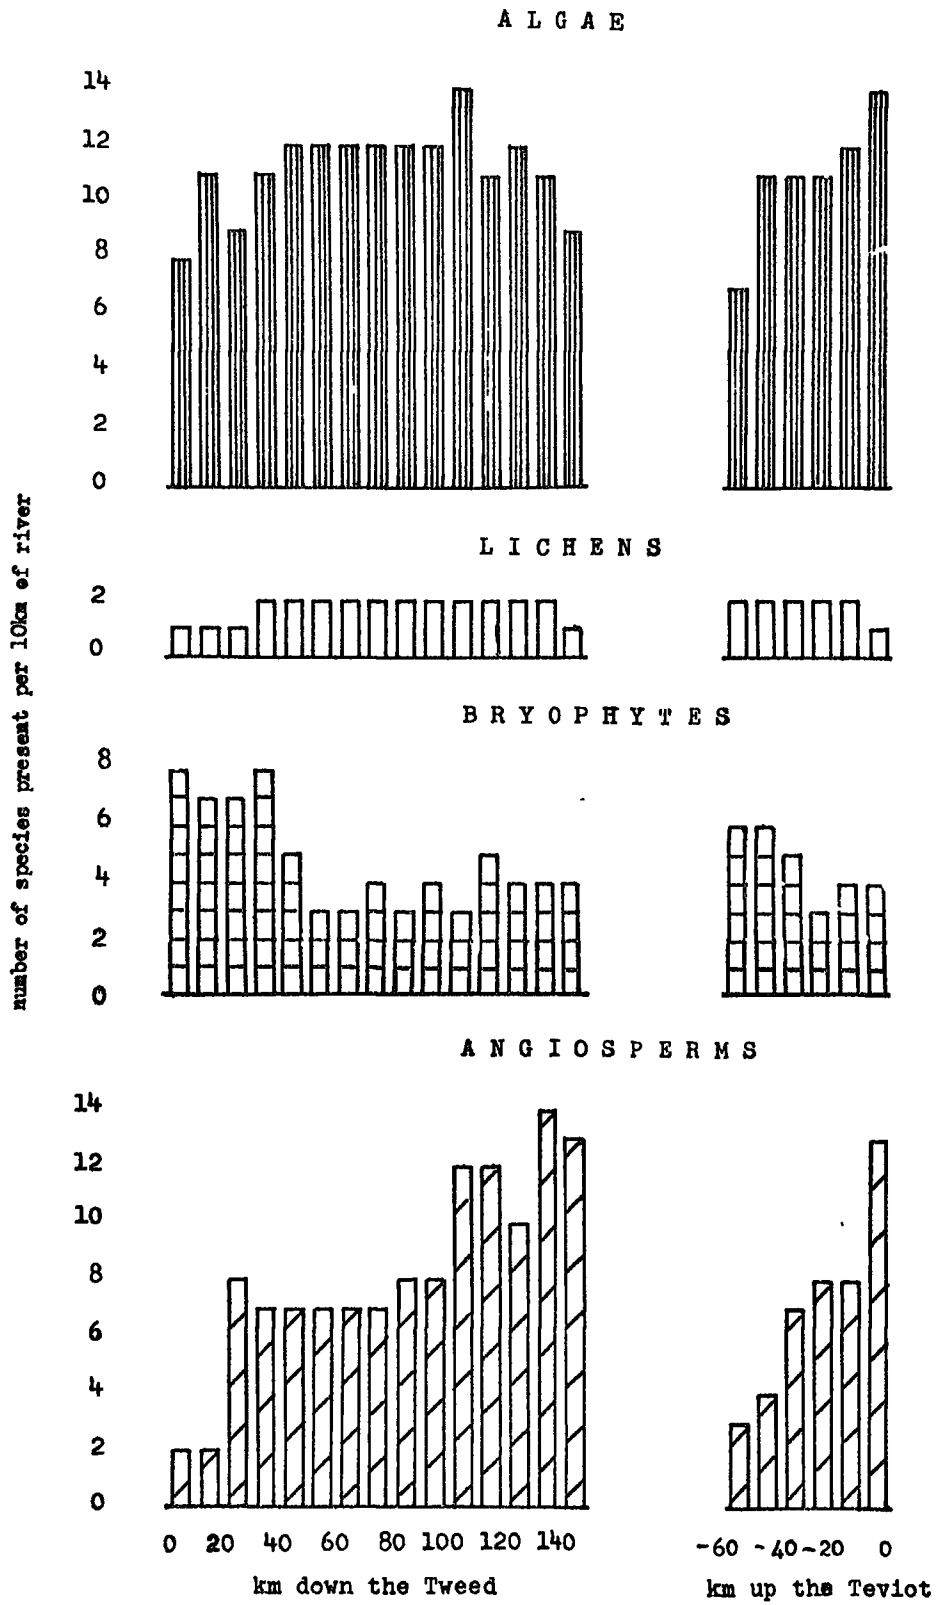 ALGAE
14
12
10
8
6
4
2
0
number of species present per 10km of river
LICHENS
2
0
BRYOPHYTES
8
6
4
2
0
ANGIOSPERMS
14
12
10
8
6
4
2
0
0 20 40 60 80 100 120 140
-60 -40 -20 0
km down the Tweed
km up the Teviot